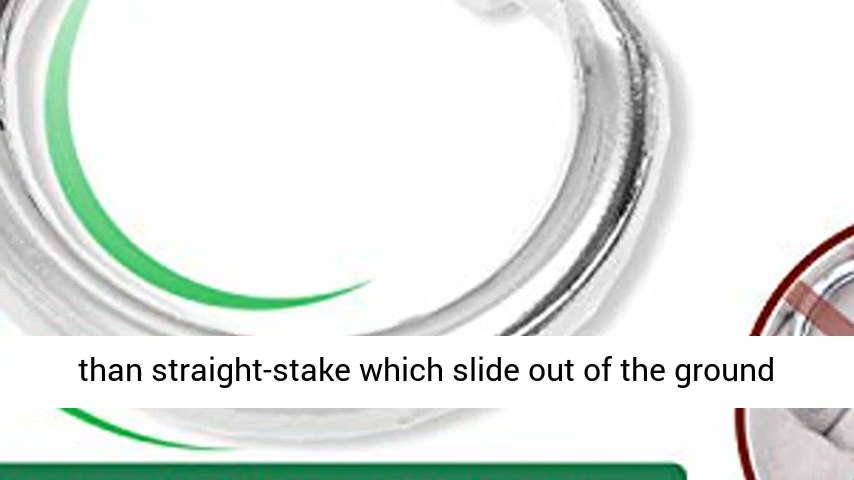 than straight-stake which slide out of the ground